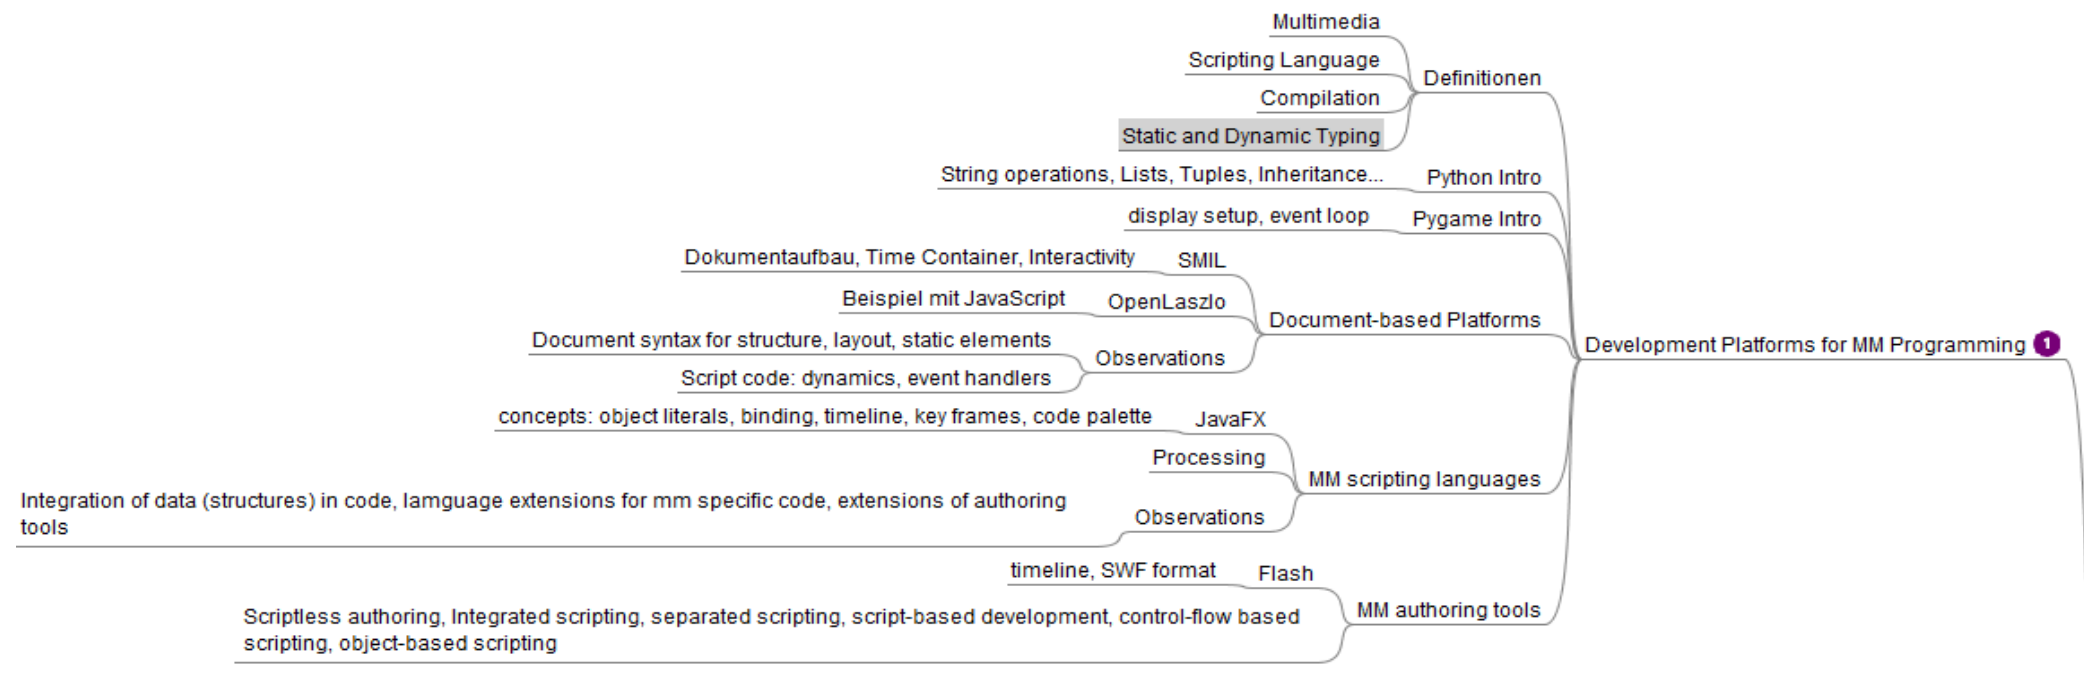 Multimedia
Scripting Language
Definitionen
Compilation
Static and Dynamic Typing
String operations, Lists, Tuples, Inheritance...
Python Intro
display setup, event loop
Pygame Intro
Dokumentaufbau, Time Container, Interactivity
SMIL
Beispiel mit JavaScript
OpenLaszlo
Document-based Platforms
Document syntax for structure, layout, static elements
Observations
Script code: dynamics, event handlers
Development Platforms for MM Programming 1
concepts: object literals, binding, timeline, key frames, code palette
JavaFX
Processing
MM scripting languages
Integration of data (structures) in code, lamguage extensions for mm specific code, extensions of authoring
tools
Observations
timeline, SWF format
Flash
MM authoring tools
Scriptless authoring, Integrated scripting, separated scripting, script-based development, control-flow based
scripting, object-based scripting